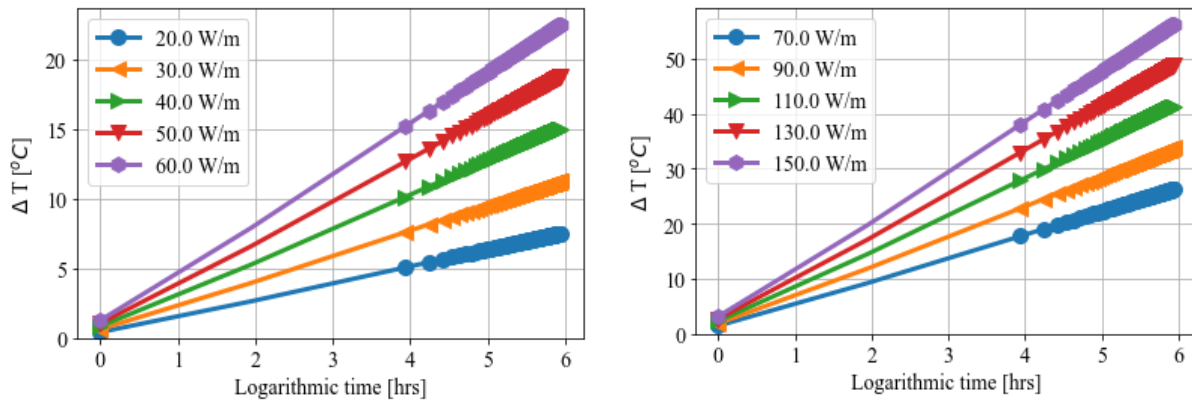 20
15
10
5
0
Δ T [°C]
20.0 W/m
30.0 W/m
40.0 W/m
50.0 W/m
60.0 W/m
0 1 2 3 4 5 6
Logarithmic time [hrs]
50
40
30
20
10
0
Δ T [°C]
70.0 W/m
90.0 W/m
110.0 W/m
130.0 W/m
150.0 W/m
0 1 2 3 4 5 6
Logarithmic time [hrs]